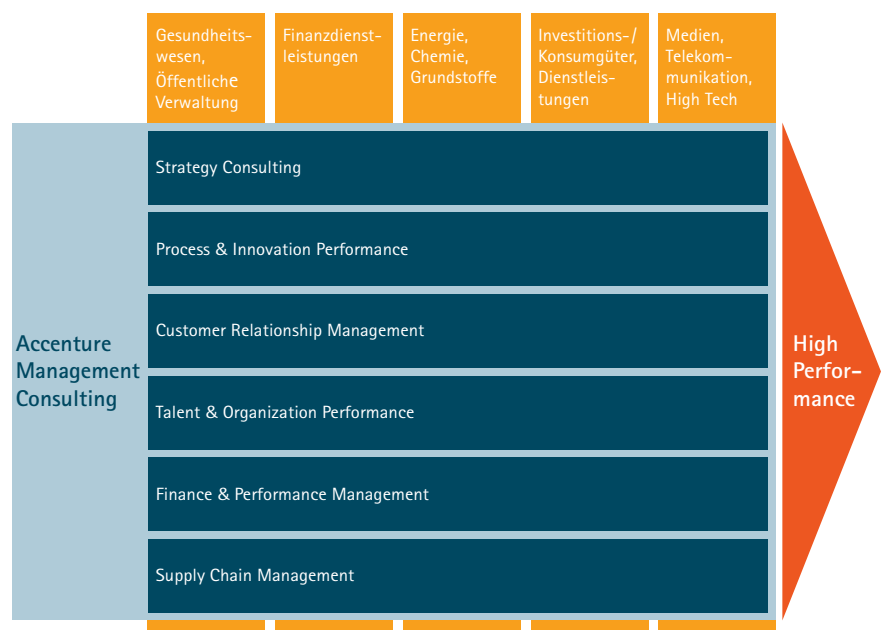 Gesundheits-
wesen,
Öffentliche
Verwaltung
Finanzdienst-
leistungen
Energie,
Chemie,
Grundstoffe
Investitions-/
Konsumgüter,
Dienstleis-
tungen
Medien,
Telekom-
munikation,
High Tech
Accenture
Management
Consulting
Strategy Consulting
Process & Innovation Performance
Customer Relationship Management
Talent & Organization Performance
Finance & Performance Management
Supply Chain Management
High
Perfor-
mance